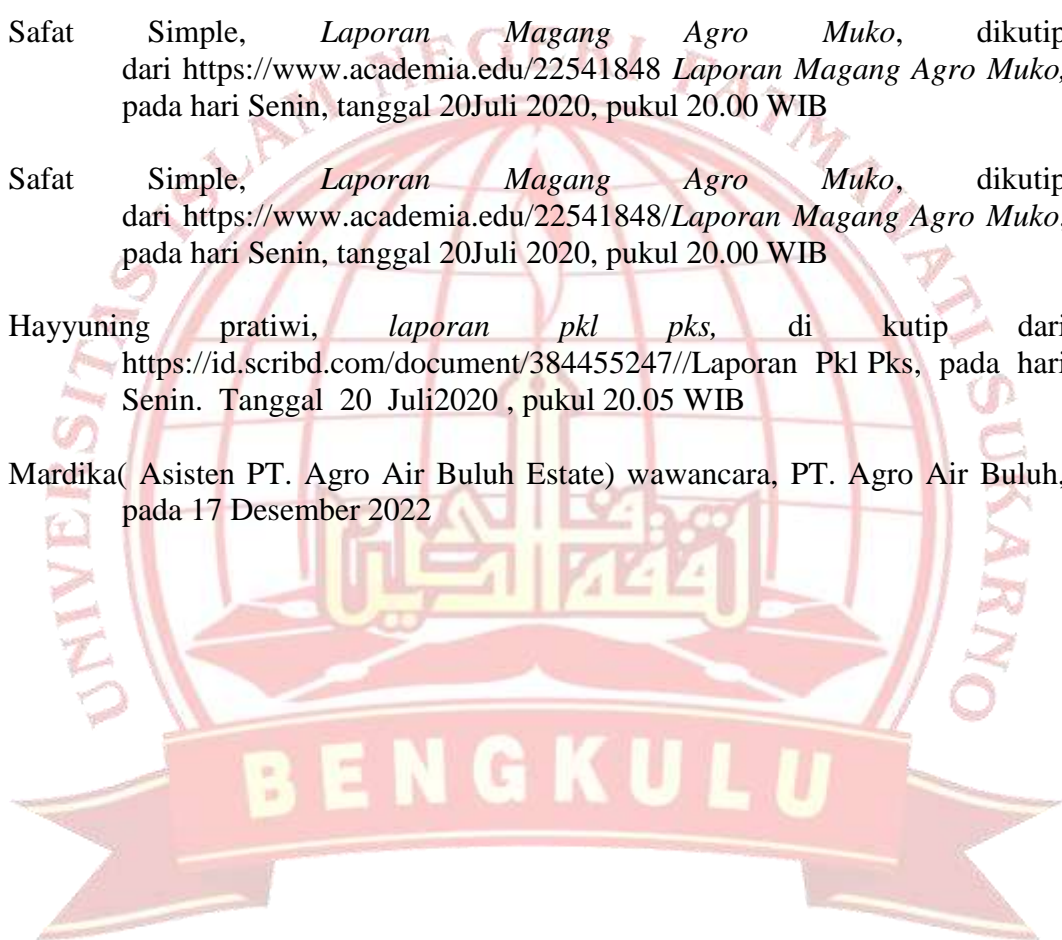 Safat Simple, Laporan Magang Agro Muko, dikutip
dari https://www.academia.edu/22541848 Laporan Magang Agro Muko,
pada hari Senin, tanggal 20Juli 2020, pukul 20.00 WIB
Safat Simple, Laporan Magang Agro Muko, dikutip
dari https://www.academia.edu/22541848/Laporan Magang Agro Muko,
pada hari Senin, tanggal 20Juli 2020, pukul 20.00 WIB
Hayyuning pratiwi, laporan pkl pks, di kutip dari
https://id.scribd.com/document/384455247//Laporan Pkl Pks, pada hari
Senin. Tanggal 20 Juli2020 , pukul 20.05 WIB
Mardika( Asisten PT. Agro Air Buluh Estate) wawancara, PT. Agro Air Buluh,
pada 17 Desember 2022
UNIVERSITAS ISLAM NEGERI FATMAWATI SUKARNO
BENGKULU